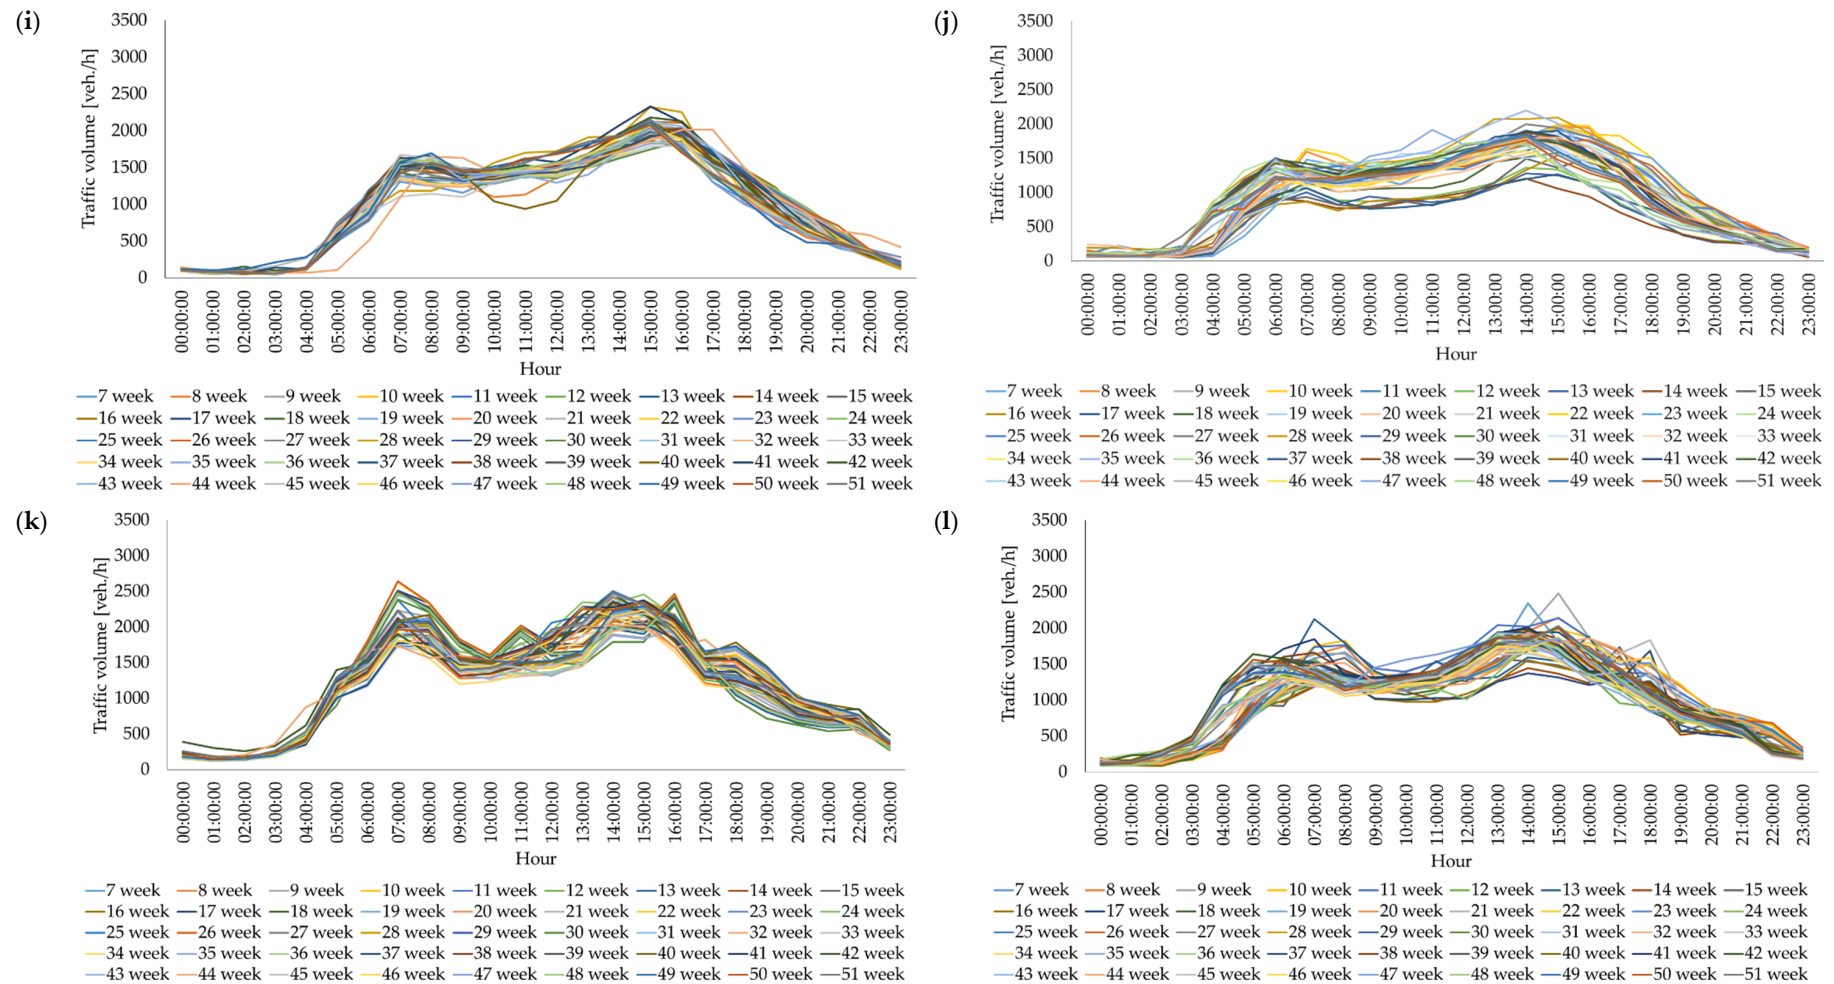 (i)
3500
3000
2500
2000
1500
1000
500
0
Traffic volume [veh./h]
00:00:00 01:00:00 02:00:00 03:00:00 04:00:00 05:00:00 06:00:00 07:00:00 08:00:00 09:00:00 10:00:00 11:00:00 12:00:00 13:00:00 14:00:00 15:00:00 16:00:00 17:00:00 18:00:00 19:00:00 20:00:00 21:00:00 22:00:00 23:00:00
Hour
7 week 8 week 9 week 10 week 11 week 12 week 13 week 14 week 15 week
16 week 17 week 18 week 19 week 20 week 21 week 22 week 23 week 24 week
25 week 26 week 27 week 28 week 29 week 30 week 31 week 32 week 33 week
34 week 35 week 36 week 37 week 38 week 39 week 40 week 41 week 42 week
43 week 44 week 45 week 46 week 47 week 48 week 49 week 50 week 51 week
(j)
3500
3000
2500
2000
1500
1000
500
0
Traffic volume [veh./h]
00:00:00 01:00:00 02:00:00 03:00:00 04:00:00 05:00:00 06:00:00 07:00:00 08:00:00 09:00:00 10:00:00 11:00:00 12:00:00 13:00:00 14:00:00 15:00:00 16:00:00 17:00:00 18:00:00 19:00:00 20:00:00 21:00:00 22:00:00 23:00:00
Hour
7 week 8 week 9 week 10 week 11 week 12 week 13 week 14 week 15 week
16 week 17 week 18 week 19 week 20 week 21 week 22 week 23 week 24 week
25 week 26 week 27 week 28 week 29 week 30 week 31 week 32 week 33 week
34 week 35 week 36 week 37 week 38 week 39 week 40 week 41 week 42 week
43 week 44 week 45 week 46 week 47 week 48 week 49 week 50 week 51 week
(k)
3500
3000
2500
2000
1500
1000
500
0
Traffic volume [veh./h]
00:00:00 01:00:00 02:00:00 03:00:00 04:00:00 05:00:00 06:00:00 07:00:00 08:00:00 09:00:00 10:00:00 11:00:00 12:00:00 13:00:00 14:00:00 15:00:00 16:00:00 17:00:00 18:00:00 19:00:00 20:00:00 21:00:00 22:00:00 23:00:00
Hour
7 week 8 week 9 week 10 week 11 week 12 week 13 week 14 week 15 week
16 week 17 week 18 week 19 week 20 week 21 week 22 week 23 week 24 week
25 week 26 week 27 week 28 week 29 week 30 week 31 week 32 week 33 week
34 week 35 week 36 week 37 week 38 week 39 week 40 week 41 week 42 week
43 week 44 week 45 week 46 week 47 week 48 week 49 week 50 week 51 week
(l)
3500
3000
2500
2000
1500
1000
500
0
Traffic volume [veh./h]
00:00:00 01:00:00 02:00:00 03:00:00 04:00:00 05:00:00 06:00:00 07:00:00 08:00:00 09:00:00 10:00:00 11:00:00 12:00:00 13:00:00 14:00:00 15:00:00 16:00:00 17:00:00 18:00:00 19:00:00 20:00:00 21:00:00 22:00:00 23:00:00
Hour
7 week 8 week 9 week 10 week 11 week 12 week 13 week 14 week 15 week
16 week 17 week 18 week 19 week 20 week 21 week 22 week 23 week 24 week
25 week 26 week 27 week 28 week 29 week 30 week 31 week 32 week 33 week
34 week 35 week 36 week 37 week 38 week 39 week 40 week 41 week 42 week
43 week 44 week 45 week 46 week 47 week 48 week 49 week 50 week 51 week